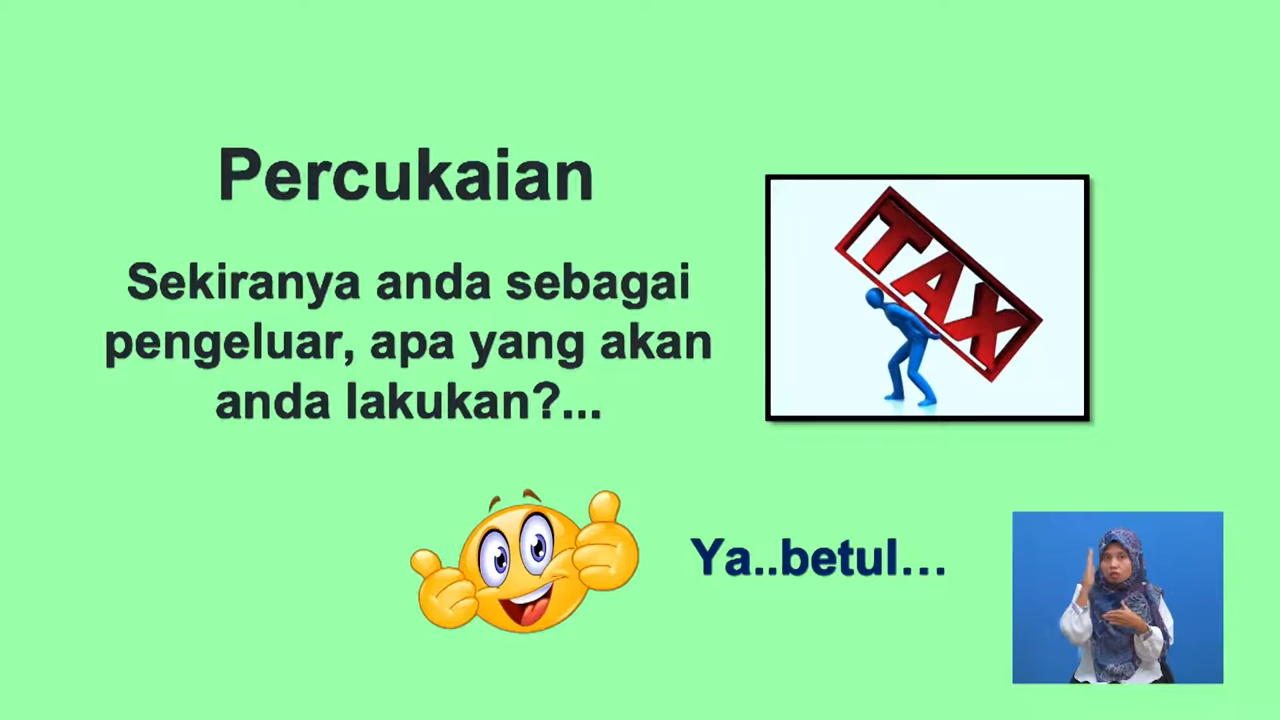 Percukaian
Sekiranya anda sebagai
pengeluar, apa yang akan
anda lakukan?...
TAX
Ya..betul...